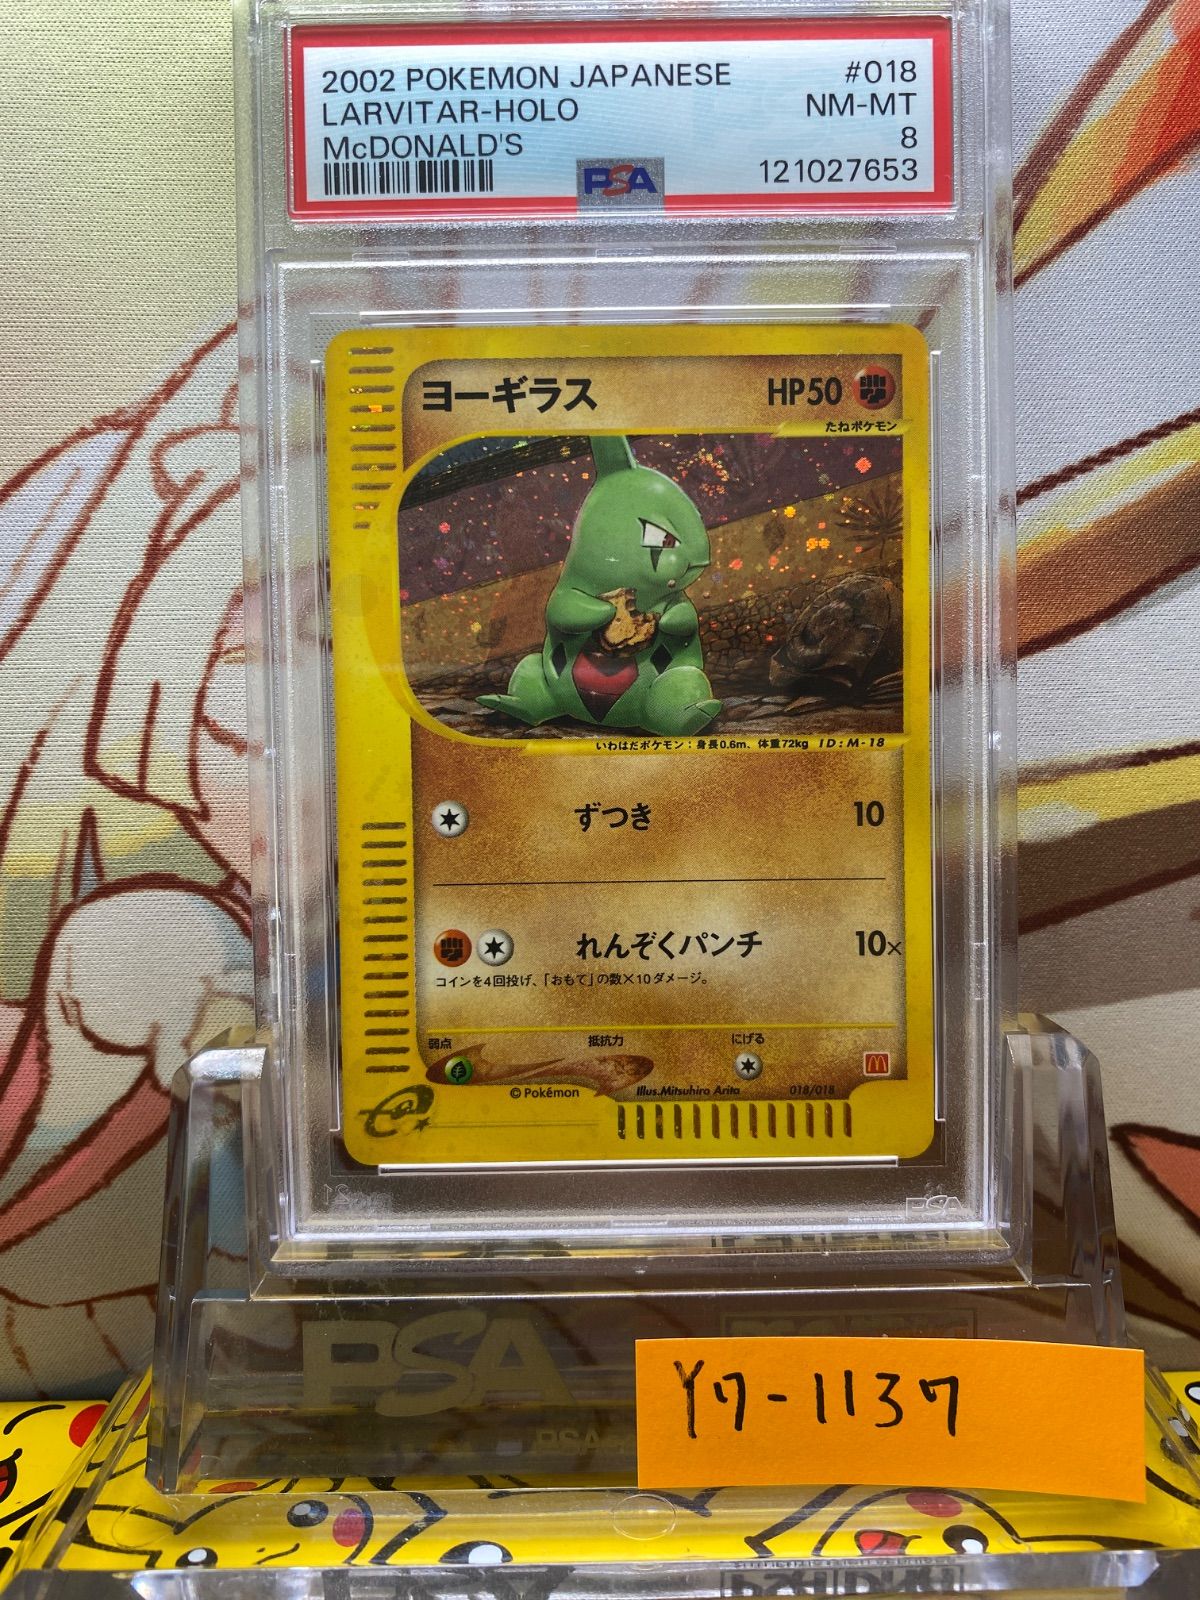 2002 POKEMON JAPANESE #018
LARVITAR-HOLO NM-MT
McDONALD'S 8
PSA 121027653
ヨーギラス HP50
たねポケモン
いわはだポケモン：身長0.6m、体重72kg ID：M-18
ずつき 10
れんぞくパンチ 10×
コインを4回投げ、「おもて」の数×10ダメージ。
弱点 抵抗力 にげる
©Pokémon Illus.Mitsuhiro Arita 018/018
e
PSA
PSA
Y7-1137